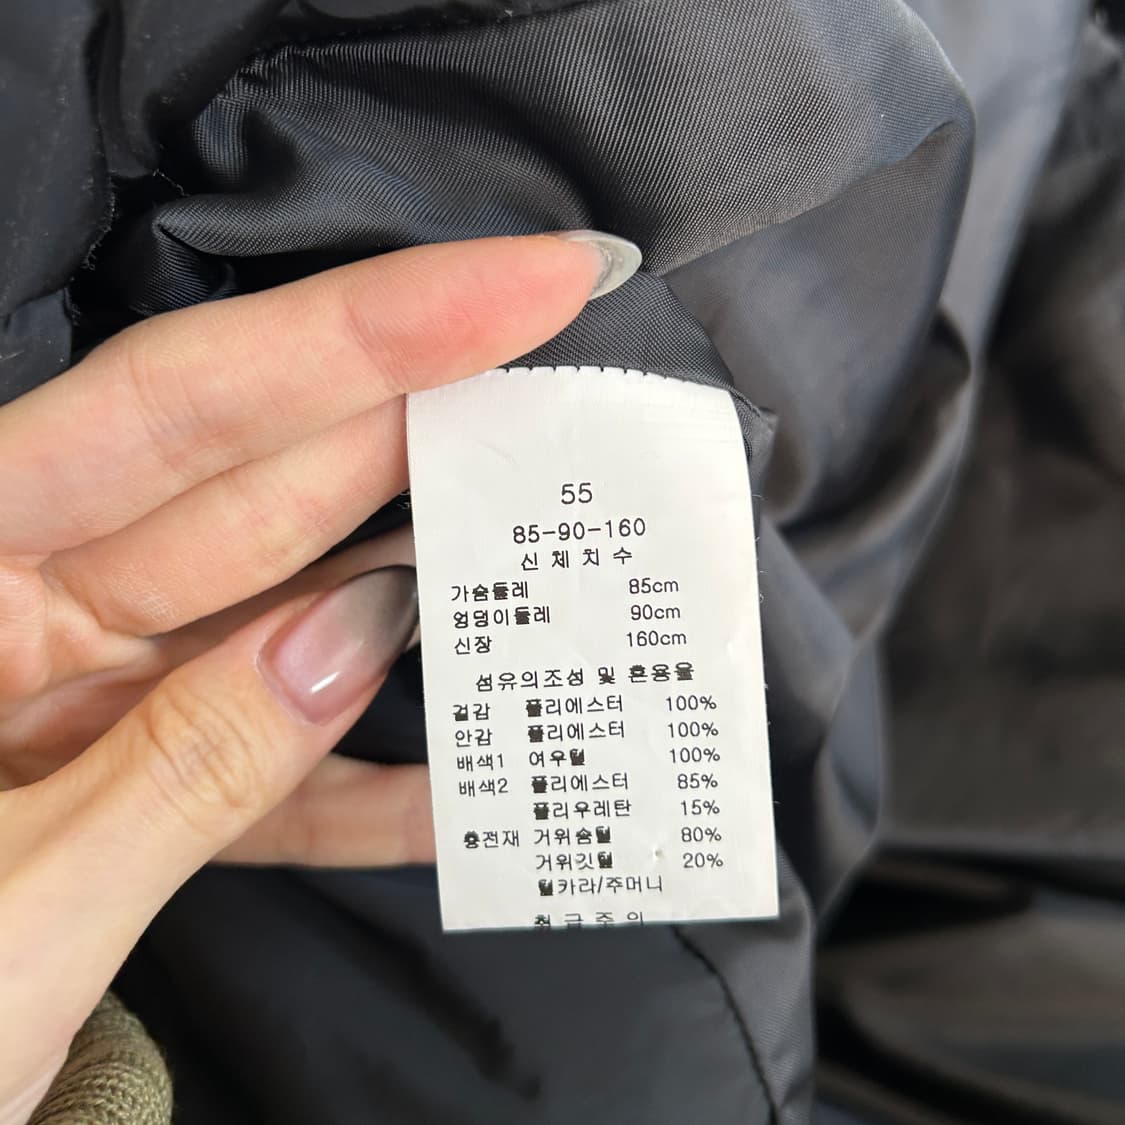 55
85-90-160
신체치수
가슴둘레 85cm
엉덩이둘레 90cm
신장 160cm
섬유의조성 및 혼용율
겉감 폴리에스터 100%
안감 폴리에스터 100%
배색1 여우털 100%
배색2 폴리에스터 85%
폴리우레탄 15%
충전재 거위솜털 80%
거위깃털 20%
털카라/주머니
취급주의